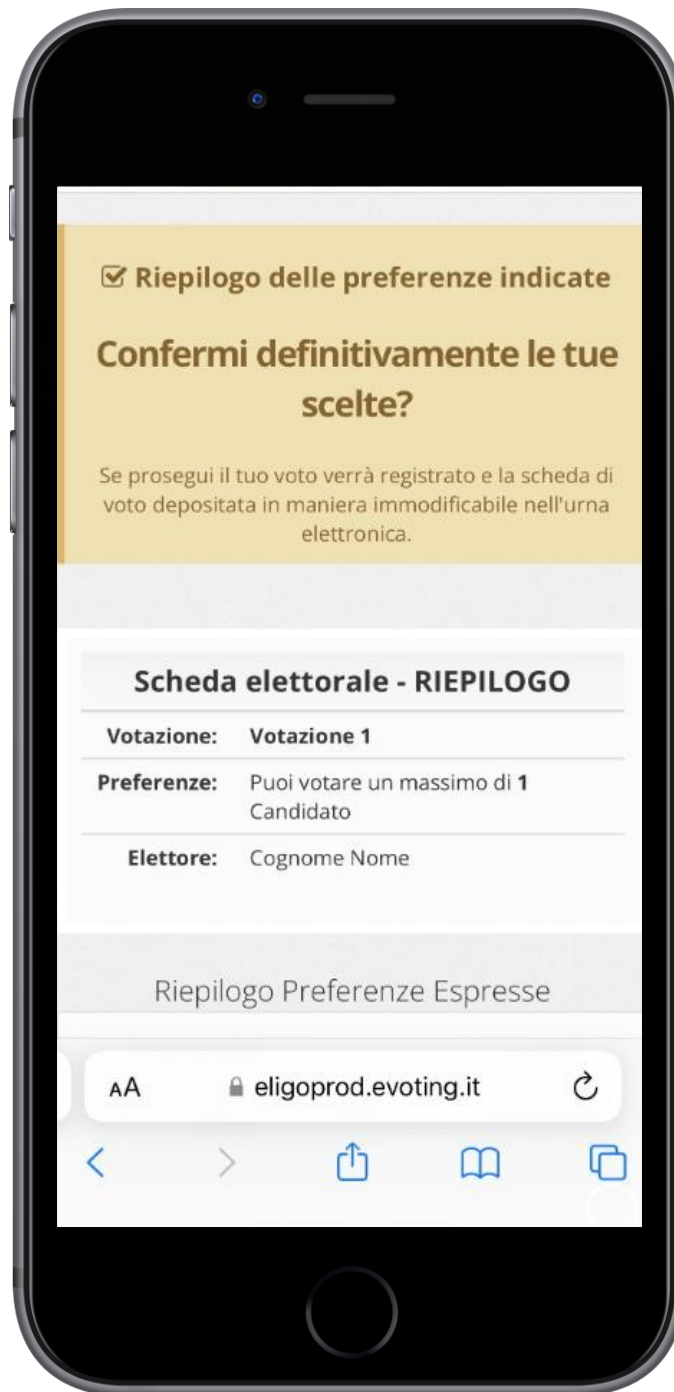 Riepilogo delle preferenze indicate
Confermi definitivamente le tue
scelte?
Se prosegui il tuo voto verrà registrato e la scheda di
voto depositata in maniera immodificabile nell'urna
elettronica.
Scheda elettorale - RIEPILOGO
Votazione: Votazione 1
Preferenze: Puoi votare un massimo di 1
Candidato
Elettore: Cognome Nome
Riepilogo Preferenze Espresse
AA eligoprod.evoting.it